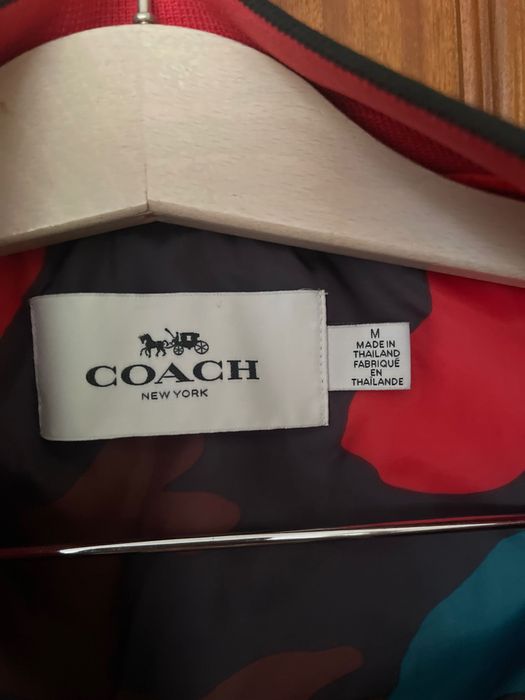 COACH
NEW YORK
M
MADE IN
THAILAND
FABRIQUÉ
EN
THAÏLANDE